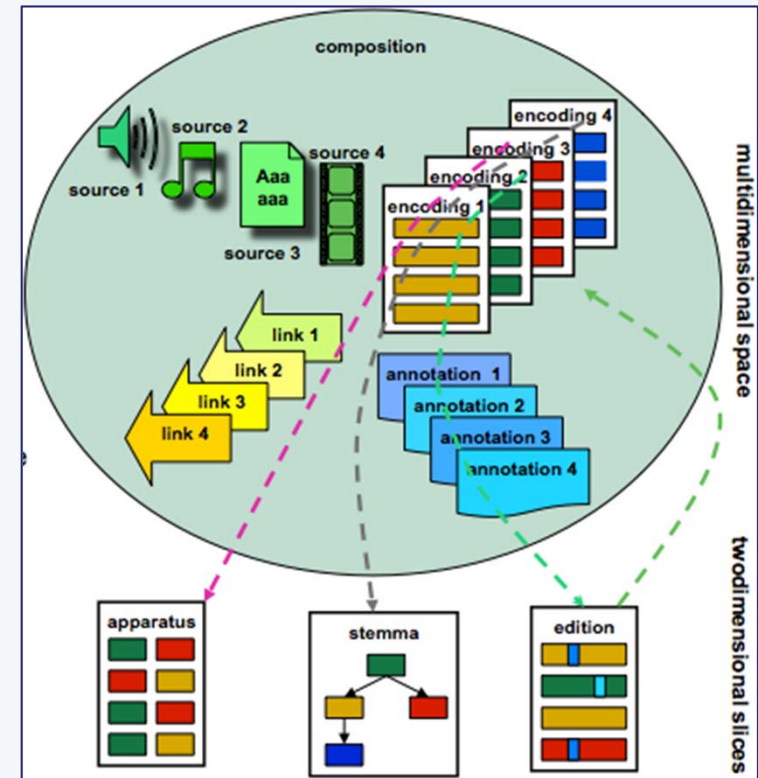 composition
source 1
source 2
Aaa
aaa
source 3
source 4
encoding 4
encoding 3
encoding 2
encoding 1
link 1
link 2
link 3
link 4
annotation 1
annotation 2
annotation 3
annotation 4
multidimensional space
twodimensional slices
apparatus
stemma
edition